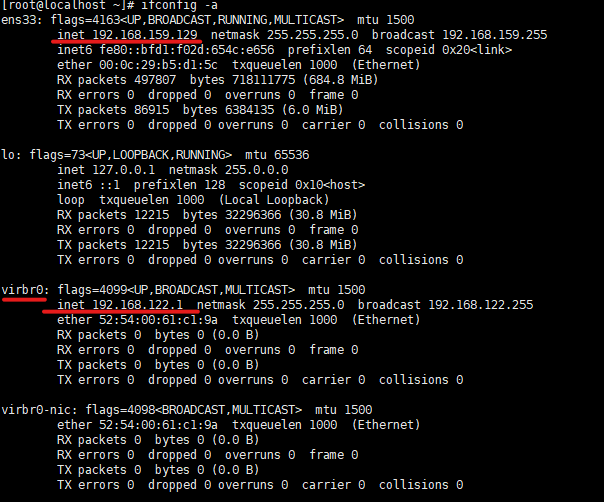 [root@localhost ~]# ifconfig -a
ens33: flags=4163<UP,BROADCAST,RUNNING,MULTICAST>  mtu 1500
        inet 192.168.159.129  netmask 255.255.255.0  broadcast 192.168.159.255
        inet6 fe80::bfd1:f02d:654c:e656  prefixlen 64  scopeid 0x20<link>
        ether 00:0c:29:b5:d1:5c  txqueuelen 1000  (Ethernet)
        RX packets 497807  bytes 718111775 (684.8 MiB)
        RX errors 0  dropped 0  overruns 0  frame 0
        TX packets 86915  bytes 6384135 (6.0 MiB)
        TX errors 0  dropped 0 overruns 0  carrier 0  collisions 0

lo: flags=73<UP,LOOPBACK,RUNNING>  mtu 65536
        inet 127.0.0.1  netmask 255.0.0.0
        inet6 ::1  prefixlen 128  scopeid 0x10<host>
        loop  txqueuelen 1000  (Local Loopback)
        RX packets 12215  bytes 32296366 (30.8 MiB)
        RX errors 0  dropped 0  overruns 0  frame 0
        TX packets 12215  bytes 32296366 (30.8 MiB)
        TX errors 0  dropped 0 overruns 0  carrier 0  collisions 0

virbr0: flags=4099<UP,BROADCAST,MULTICAST>  mtu 1500
        inet 192.168.122.1  netmask 255.255.255.0  broadcast 192.168.122.255
        ether 52:54:00:61:c1:9a  txqueuelen 1000  (Ethernet)
        RX packets 0  bytes 0 (0.0 B)
        RX errors 0  dropped 0  overruns 0  frame 0
        TX packets 0  bytes 0 (0.0 B)
        TX errors 0  dropped 0 overruns 0  carrier 0  collisions 0

virbr0-nic: flags=4098<BROADCAST,MULTICAST>  mtu 1500
        ether 52:54:00:61:c1:9a  txqueuelen 1000  (Ethernet)
        RX packets 0  bytes 0 (0.0 B)
        RX errors 0  dropped 0  overruns 0  frame 0
        TX packets 0  bytes 0 (0.0 B)
        TX errors 0  dropped 0 overruns 0  carrier 0  collisions 0